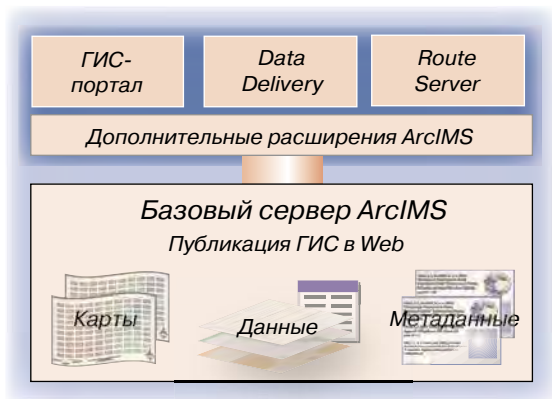 ГИС-
портал
Data
Delivery
Route
Server
Дополнительные расширения ArcIMS
Базовый сервер ArcIMS
Публикация ГИС в Web
Карты
Данные
Метаданные